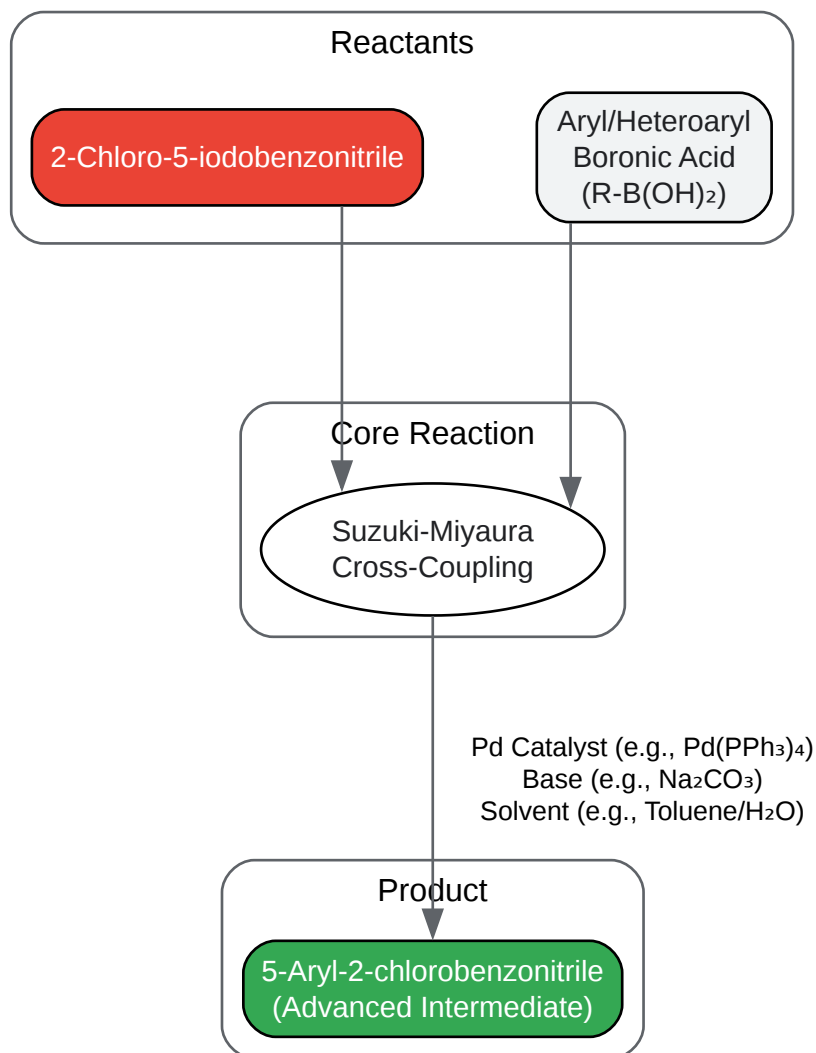 Reactants
2-Chloro-5-iodobenzonitrile
Aryl/Heteroaryl
Boronic Acid
(R-B(OH)₂)
Core Reaction
Suzuki-Miyaura
Cross-Coupling
Pd Catalyst (e.g., Pd(PPh₃)₄)
Base (e.g., Na₂CO₃)
Solvent (e.g., Toluene/H₂O)
Product
5-Aryl-2-chlorobenzonitrile
(Advanced Intermediate)